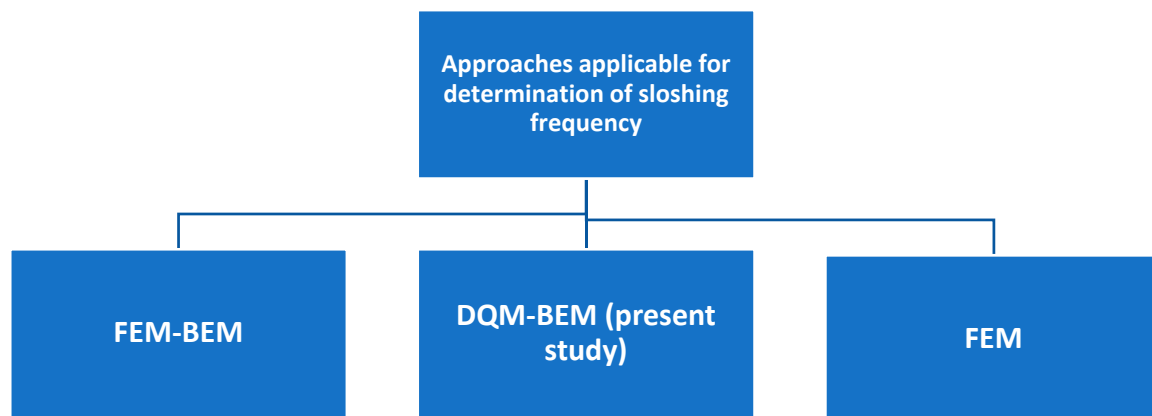 Approaches applicable for
determination of sloshing
frequency
FEM-BEM
DQM-BEM (present
study)
FEM